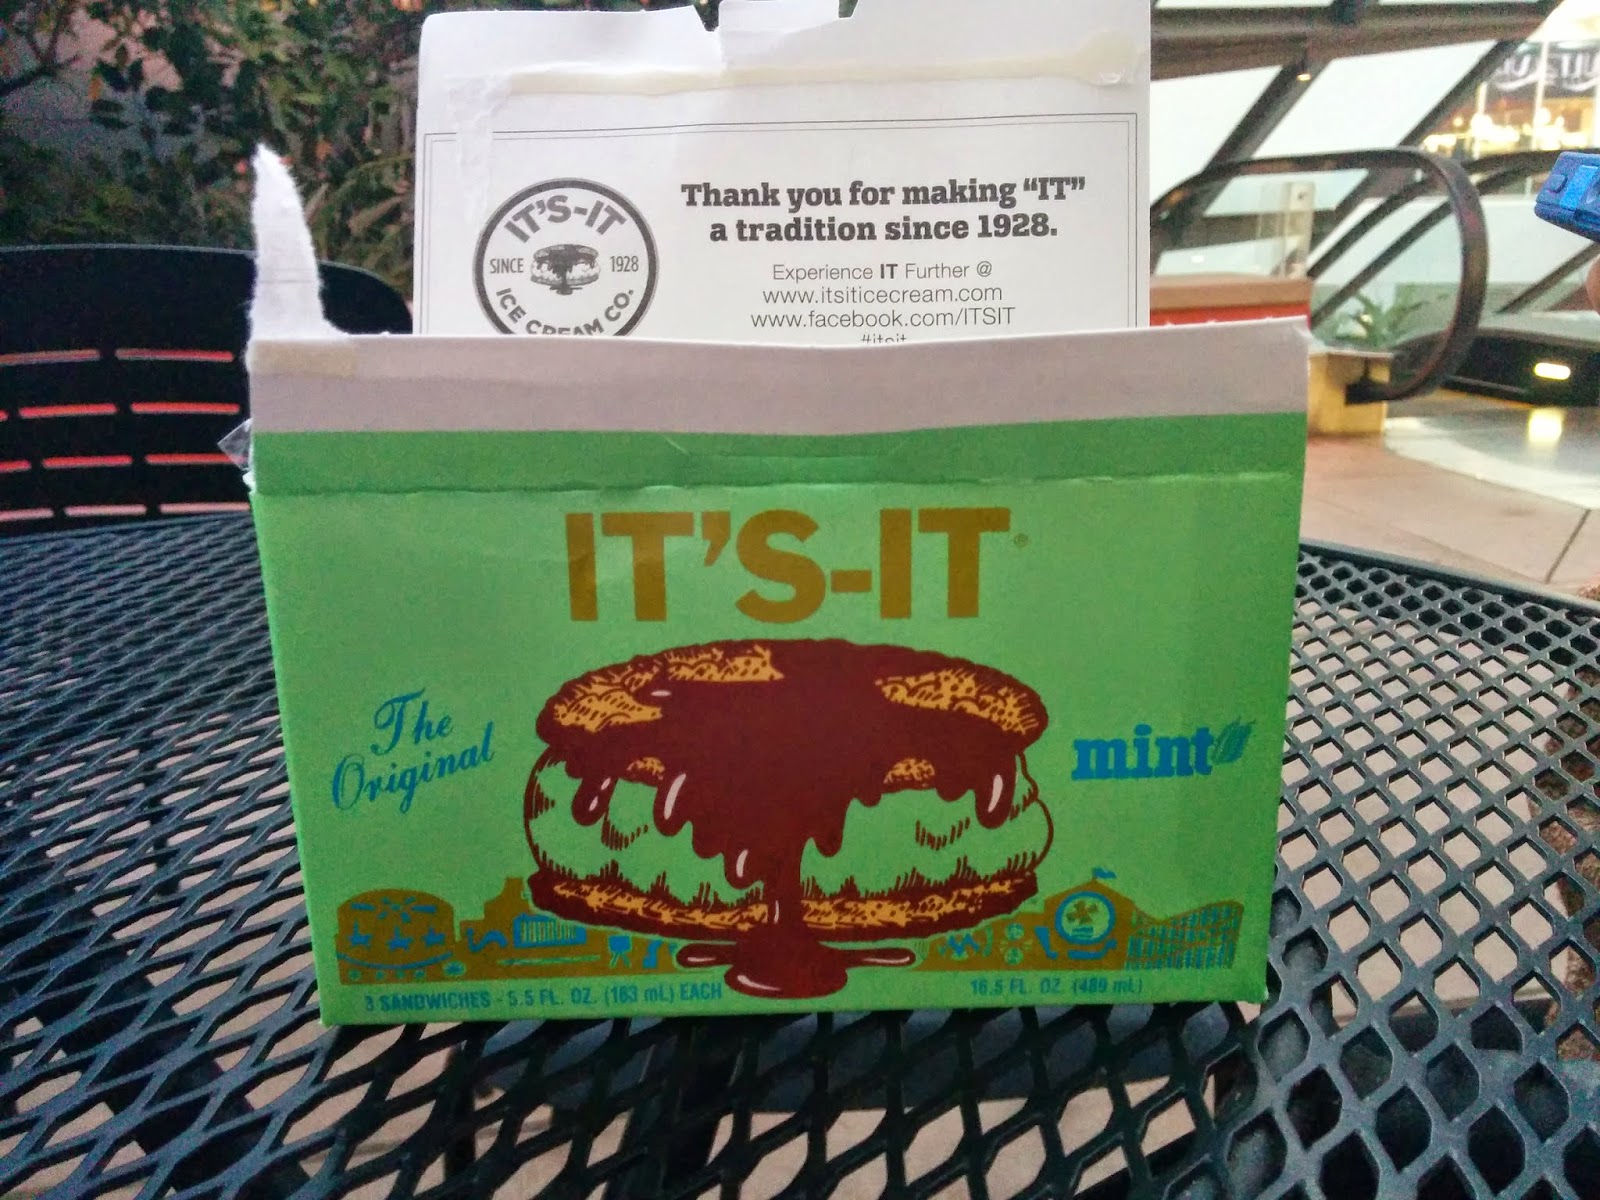 IT'S-IT
SINCE 1928
ICE CREAM CO.
Thank you for making “IT”
a tradition since 1928.
Experience IT Further @
www.itsiticecream.com
www.facebook.com/ITSIT
#itsit
IT'S-IT®
The
Original
mint
3 SANDWICHES - 5.5 FL. OZ. (163 mL) EACH
16.5 FL. OZ. (489 mL)